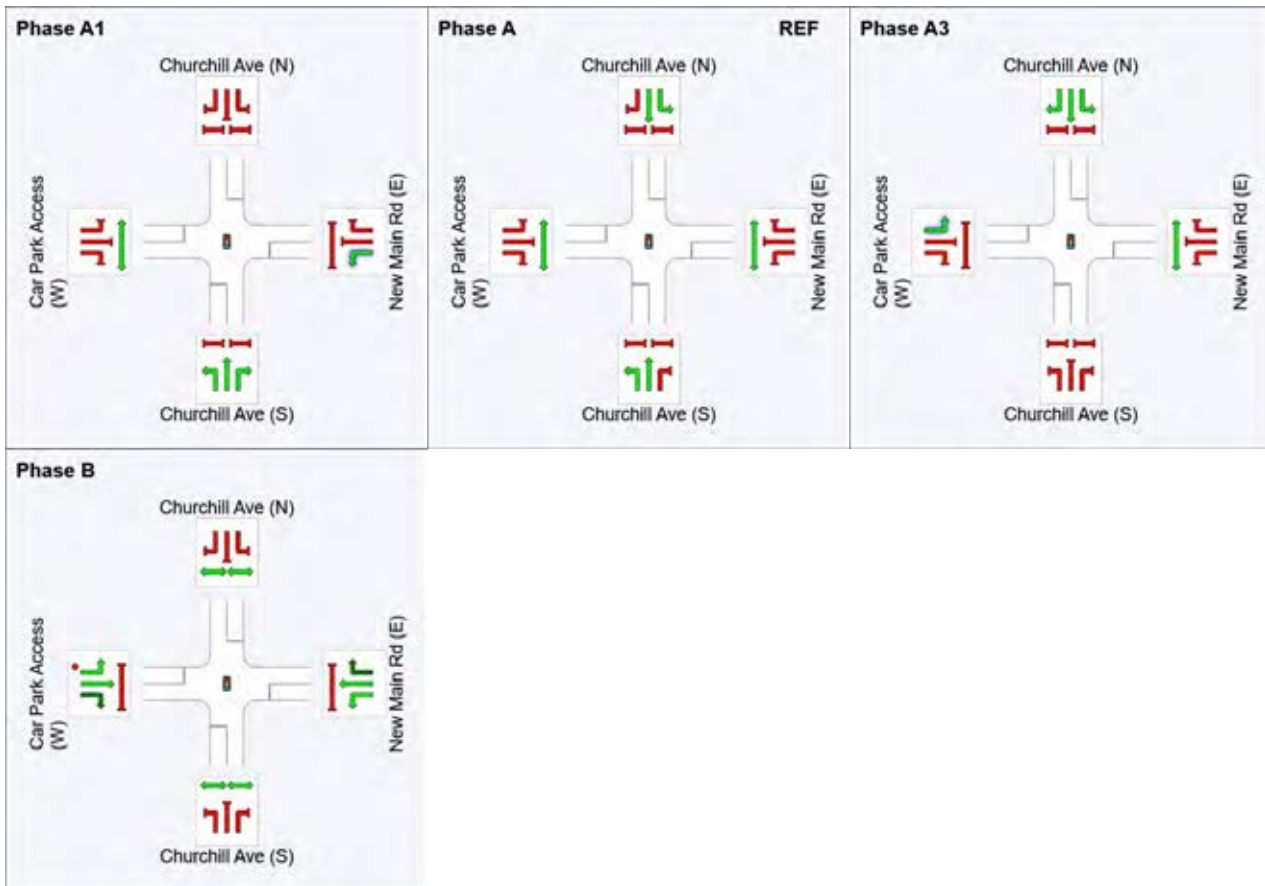 Phase A1
Churchill Ave (N)
Car Park Access
(W)
New Main Rd (E)
Churchill Ave (S)
Phase A
REF
Churchill Ave (N)
Car Park Access
(W)
New Main Rd (E)
Churchill Ave (S)
Phase A3
Churchill Ave (N)
Car Park Access
(W)
New Main Rd (E)
Churchill Ave (S)
Phase B
Churchill Ave (N)
Car Park Access
(W)
New Main Rd (E)
Churchill Ave (S)